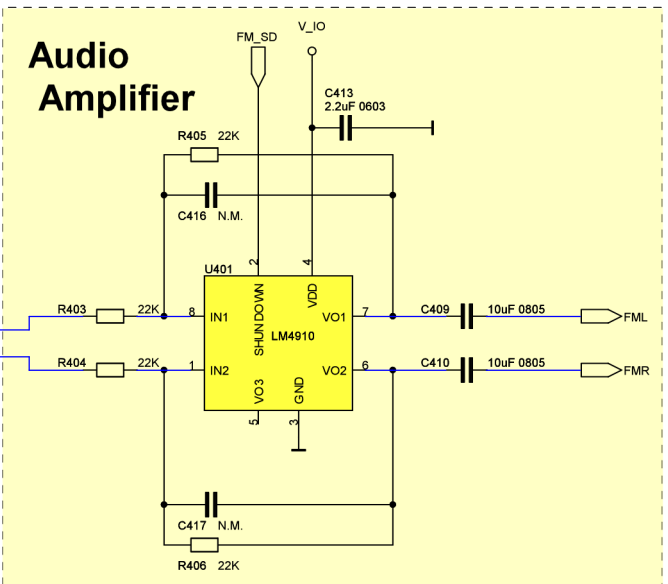 FM_SD
V_IO
Audio
Amplifier
C413
2.2uF 0603
R405 22K
C416 N.M.
2
4
U401
SHUNDOWN
VDD
R403 22K 8 IN1
VO1 7 C409 10uF 0805 FML
LM4910
R404 22K 1 IN2
VO2 6 C410 10uF 0805 FMR
VO3
GND
5
3
C417 N.M.
R406 22K